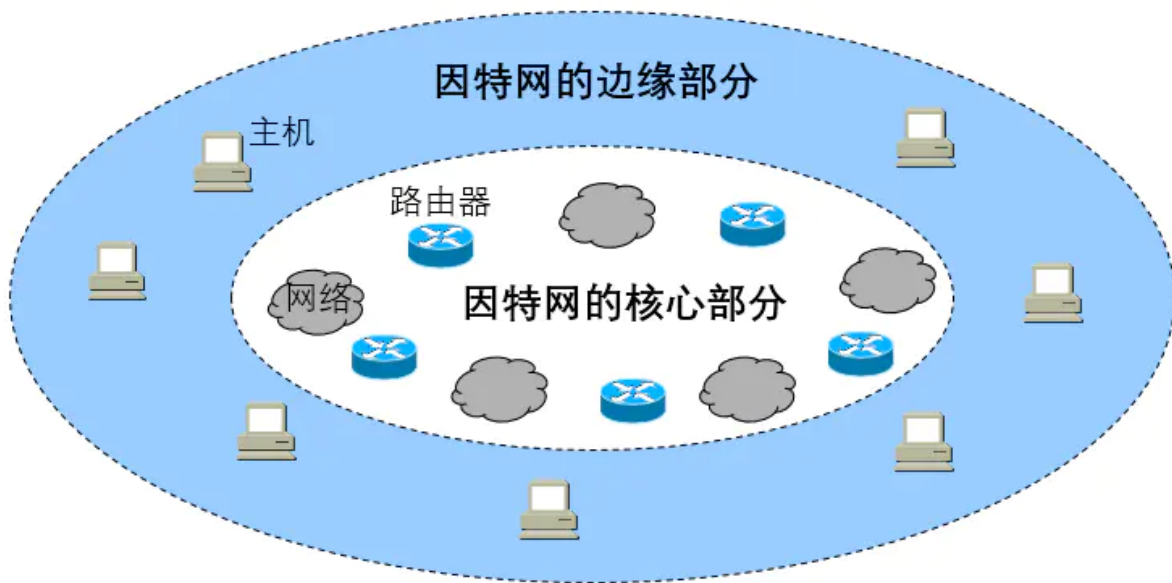 因特网的边缘部分
主机
路由器
网络
因特网的核心部分